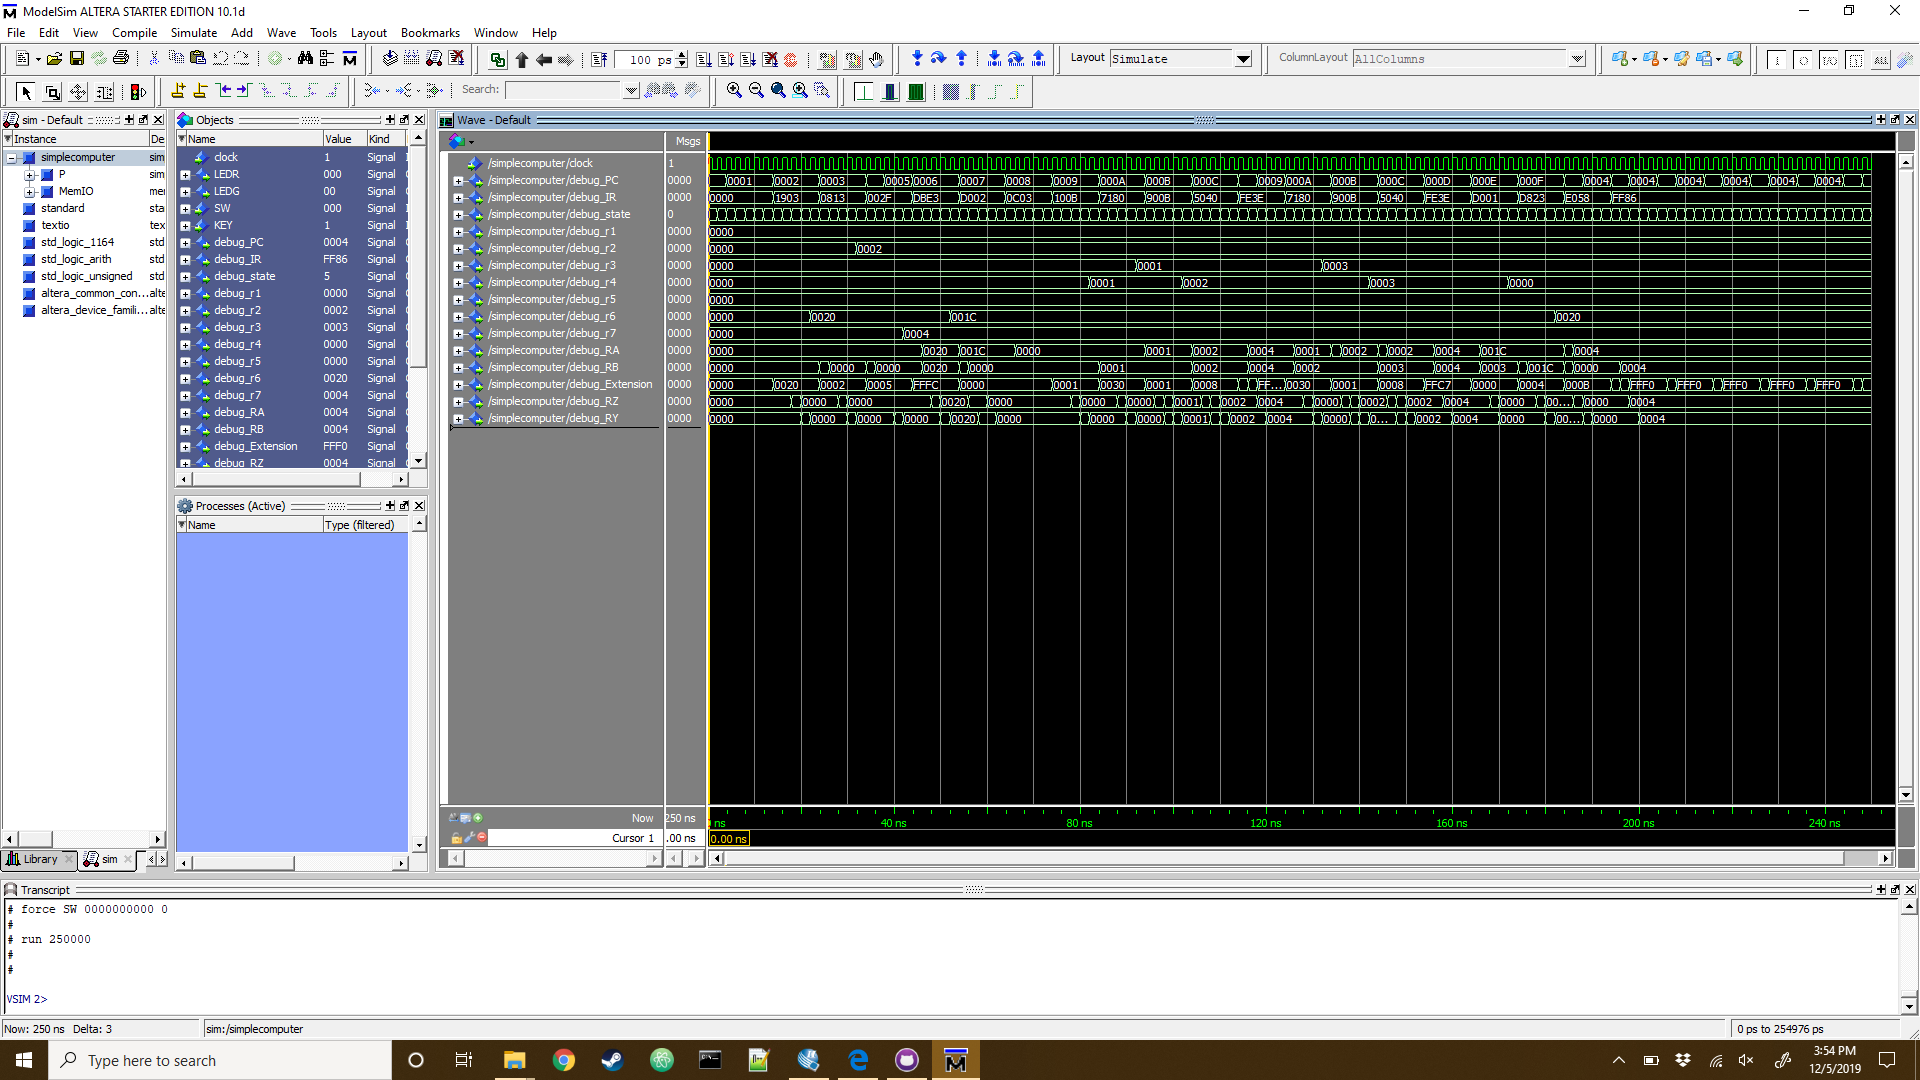 ModelSim ALTERA STARTER EDITION 10.1d
File Edit View Compile Simulate Add Wave Tools Layout Bookmarks Window Help
100 ps
Layout Simulate
ColumnLayout AllColumns
Search:
sim - Default
Instance De
simplecomputer sim
P sim
MemIO me
standard sta
textio tex
std_logic_1164 std
std_logic_arith std
std_logic_unsigned std
altera_common_con...alte
altera_device_famili...alte
Library sim
Objects
Name Value Kind
clock 1 Signal
LEDR 000 Signal
LEDG 00 Signal
SW 000 Signal
KEY 1 Signal
debug_PC 0004 Signal
debug_IR FF86 Signal
debug_state 5 Signal
debug_r1 0000 Signal
debug_r2 0002 Signal
debug_r3 0003 Signal
debug_r4 0000 Signal
debug_r5 0000 Signal
debug_r6 0020 Signal
debug_r7 0004 Signal
debug_RA 0004 Signal
debug_RB 0004 Signal
debug_Extension FFF0 Signal
debug_RZ 0004 Signal
Processes (Active)
Name Type (filtered)
Wave - Default
Msgs
/simplecomputer/clock 1
/simplecomputer/debug_PC 0000 0001 0002 0003 0005 0006 0007 0008 0009 000A 000B 000C 0009 000A 000B 000C 000D 000E 000F 0004 0004 0004 0004 0004 0004
/simplecomputer/debug_IR 0000 0000 1903 0813 002F DBE3 D002 0C03 100B 7180 900B 5040 FE3E 7180 900B 5040 FE3E D001 D823 E058 FF86
/simplecomputer/debug_state 0
/simplecomputer/debug_r1 0000 0000
/simplecomputer/debug_r2 0000 0000 0002
/simplecomputer/debug_r3 0000 0000 0001 0003
/simplecomputer/debug_r4 0000 0000 0001 0002 0003 0000
/simplecomputer/debug_r5 0000 0000
/simplecomputer/debug_r6 0000 0000 0020 001C 0020
/simplecomputer/debug_r7 0000 0000 0004
/simplecomputer/debug_RA 0000 0000 0020 001C 0000 0001 0002 0004 0001 0002 0002 0004 001C 0004
/simplecomputer/debug_RB 0000 0000 0000 0000 0020 0000 0001 0002 0004 0002 0003 0004 0003 001C 0000 0004
/simplecomputer/debug_Extension 0000 0000 0020 0002 0005 FFFC 0000 0001 0030 0001 0008 FF... 0030 0001 0008 FFC7 0000 0004 000B FFF0 FFF0 FFF0 FFF0 FFF0
/simplecomputer/debug_RZ 0000 0000 0000 0000 0020 0000 0000 0000 0001 0002 0004 0000 0002 0002 0004 0000 00... 0000 0004
/simplecomputer/debug_RY 0000 0000 0000 0000 0000 0020 0000 0000 0000 0001 0002 0004 0000 0... 0002 0004 0000 00... 0000 0004
Now 250 ns ns 40 ns 80 ns 120 ns 160 ns 200 ns 240 ns
Cursor 1 .00 ns 0.00 ns
Transcript
# force SW 0000000000 0
#
# run 250000
#
#
VSIM 2>
Now: 250 ns Delta: 3 sim:/simplecomputer 0 ps to 254976 ps
Type here to search
3:54 PM
12/5/2019